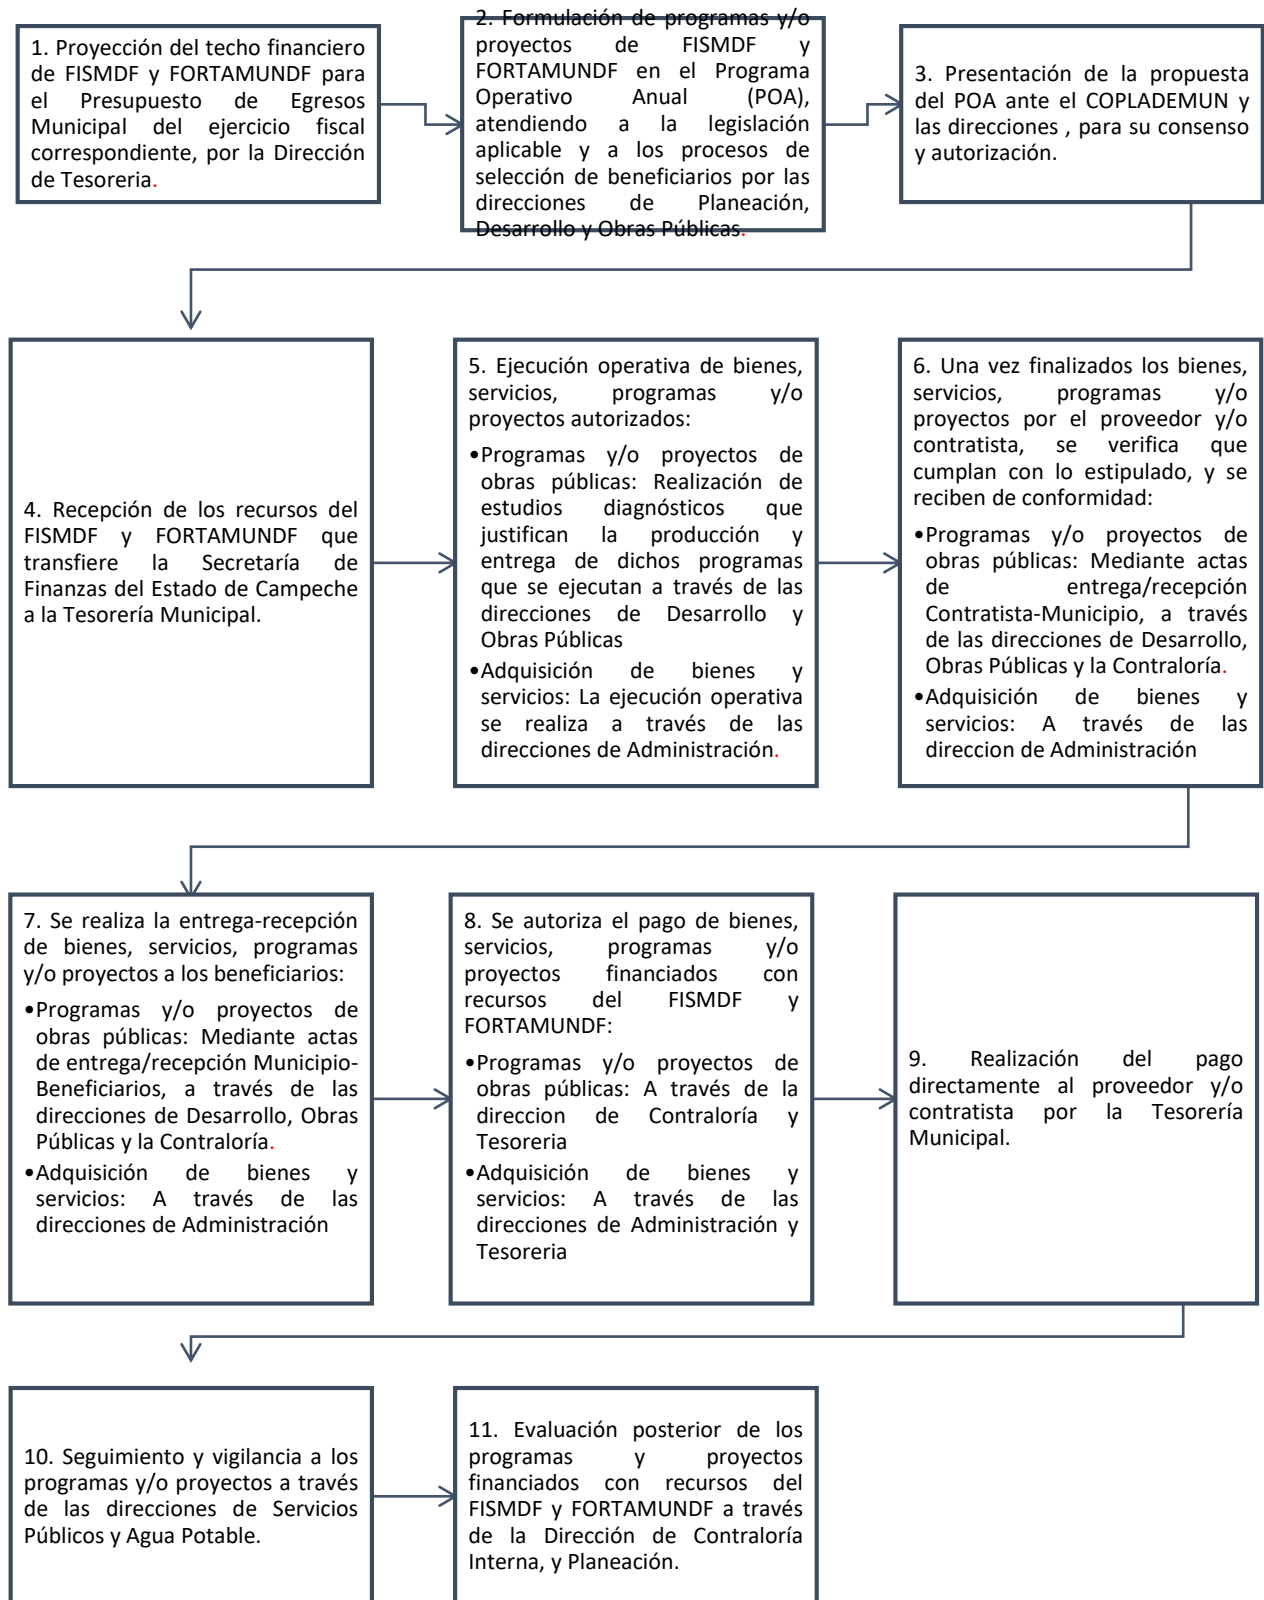 1. Proyección del techo financiero
de FISMDF y FORTAMUNDF para
el Presupuesto de Egresos
Municipal del ejercicio fiscal
correspondiente, por la Dirección
de Tesoreria.
2. Formulación de programas y/o
proyectos de FISMDF y
FORTAMUNDF en el Programa
Operativo Anual (POA),
atendiendo a la legislación
aplicable y a los procesos de
selección de beneficiarios por las
direcciones de Planeación,
Desarrollo y Obras Públicas.
3. Presentación de la propuesta
del POA ante el COPLADEMUN y
las direcciones , para su consenso
y autorización.
4. Recepción de los recursos del
FISMDF y FORTAMUNDF que
transfiere la Secretaría de
Finanzas del Estado de Campeche
a la Tesorería Municipal.
5. Ejecución operativa de bienes,
servicios, programas y/o
proyectos autorizados:
•Programas y/o proyectos de
obras públicas: Realización de
estudios diagnósticos que
justifican la producción y
entrega de dichos programas
que se ejecutan a través de las
direcciones de Desarrollo y
Obras Públicas
•Adquisición de bienes y
servicios: La ejecución operativa
se realiza a través de las
direcciones de Administración.
6. Una vez finalizados los bienes,
servicios, programas y/o
proyectos por el proveedor y/o
contratista, se verifica que
cumplan con lo estipulado, y se
reciben de conformidad:
•Programas y/o proyectos de
obras públicas: Mediante actas
de entrega/recepción
Contratista-Municipio, a través
de las direcciones de Desarrollo,
Obras Públicas y la Contraloría.
•Adquisición de bienes y
servicios: A través de las
direccion de Administración
7. Se realiza la entrega-recepción
de bienes, servicios, programas
y/o proyectos a los beneficiarios:
•Programas y/o proyectos de
obras públicas: Mediante actas
de entrega/recepción Municipio-
Beneficiarios, a través de las
direcciones de Desarrollo, Obras
Públicas y la Contraloría.
•Adquisición de bienes y
servicios: A través de las
direcciones de Administración
8. Se autoriza el pago de bienes,
servicios, programas y/o
proyectos financiados con
recursos del FISMDF y
FORTAMUNDF:
•Programas y/o proyectos de
obras públicas: A través de la
direccion de Contraloría y
Tesoreria
•Adquisición de bienes y
servicios: A través de las
direcciones de Administración y
Tesoreria
9. Realización del pago
directamente al proveedor y/o
contratista por la Tesorería
Municipal.
10. Seguimiento y vigilancia a los
programas y/o proyectos a través
de las direcciones de Servicios
Públicos y Agua Potable.
11. Evaluación posterior de los
programas y proyectos
financiados con recursos del
FISMDF y FORTAMUNDF a través
de la Dirección de Contraloría
Interna, y Planeación.